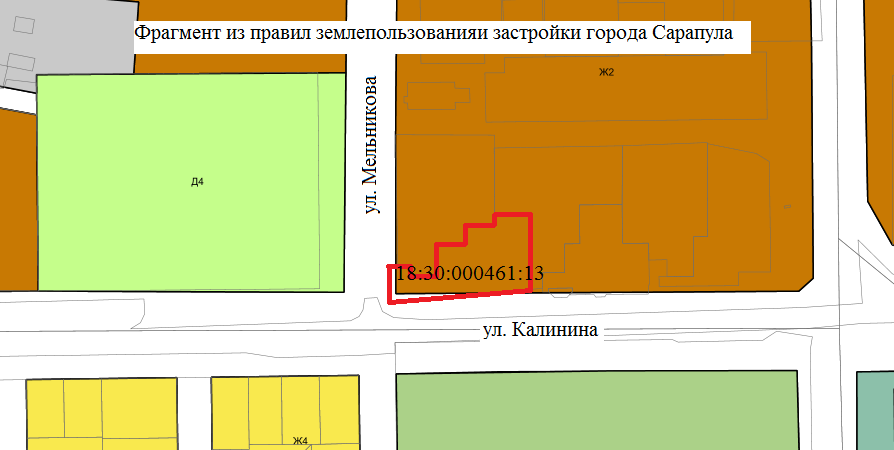 Фрагмент из правил землепользованияи застройки города Сарапула
Ж2
ул. Мельникова
Д4
18:30:000461:13
ул. Калинина
Ж4